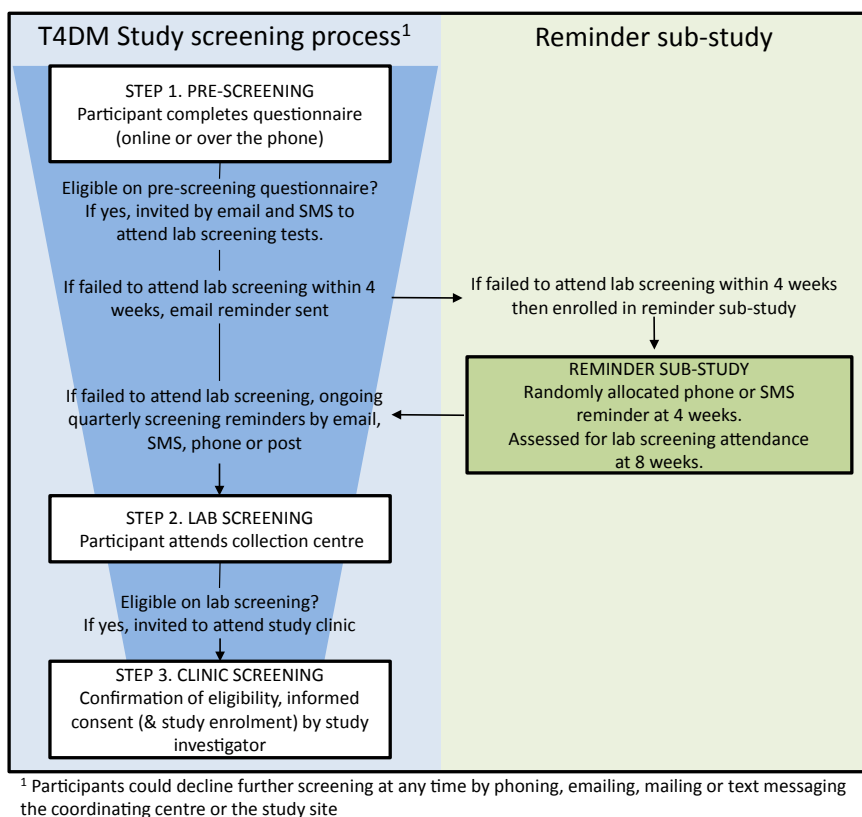 T4DM Study screening process1
Reminder sub-study
STEP 1. PRE-SCREENING
Participant completes questionnaire
(online or over the phone)
Eligible on pre-screening questionnaire?
If yes, invited by email and SMS to
attend lab screening tests.
If failed to attend lab screening within 4
weeks, email reminder sent
If failed to attend lab screening within 4 weeks
then enrolled in reminder sub-study
REMINDER SUB-STUDY
Randomly allocated phone or SMS
reminder at 4 weeks.
Assessed for lab screening attendance
at 8 weeks.
If failed to attend lab screening, ongoing
quarterly screening reminders by email,
SMS, phone or post
STEP 2. LAB SCREENING
Participant attends collection centre
Eligible on lab screening?
If yes, invited to attend study clinic
STEP 3. CLINIC SCREENING
Confirmation of eligibility, informed
consent (& study enrolment) by study
investigator
1 Participants could decline further screening at any time by phoning, emailing, mailing or text messaging
the coordinating centre or the study site